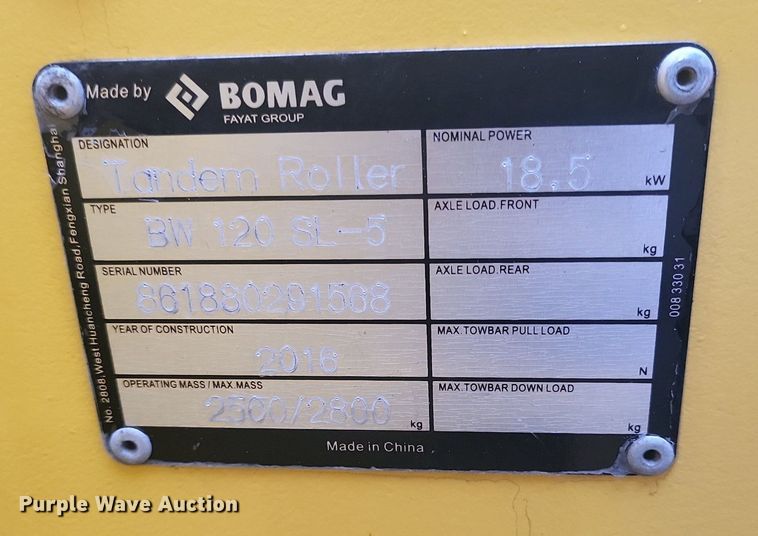 Made by BOMAG
FAYAT GROUP
DESIGNATION
Tandem Roller
NOMINAL POWER
18.5 kW
TYPE
BW 120 SL-5
AXLE LOAD.FRONT
kg
SERIAL NUMBER
861880291568
AXLE LOAD.REAR
kg
YEAR OF CONSTRUCTION
2016
MAX.TOWBAR PULL LOAD
N
OPERATING MASS / MAX.MASS
2500/2800 kg
MAX.TOWBAR DOWN LOAD
kg
Made in China
No. 2808,West Huancheng Road,Fengxian Shanghai
008 330 31
Purple Wave Auction